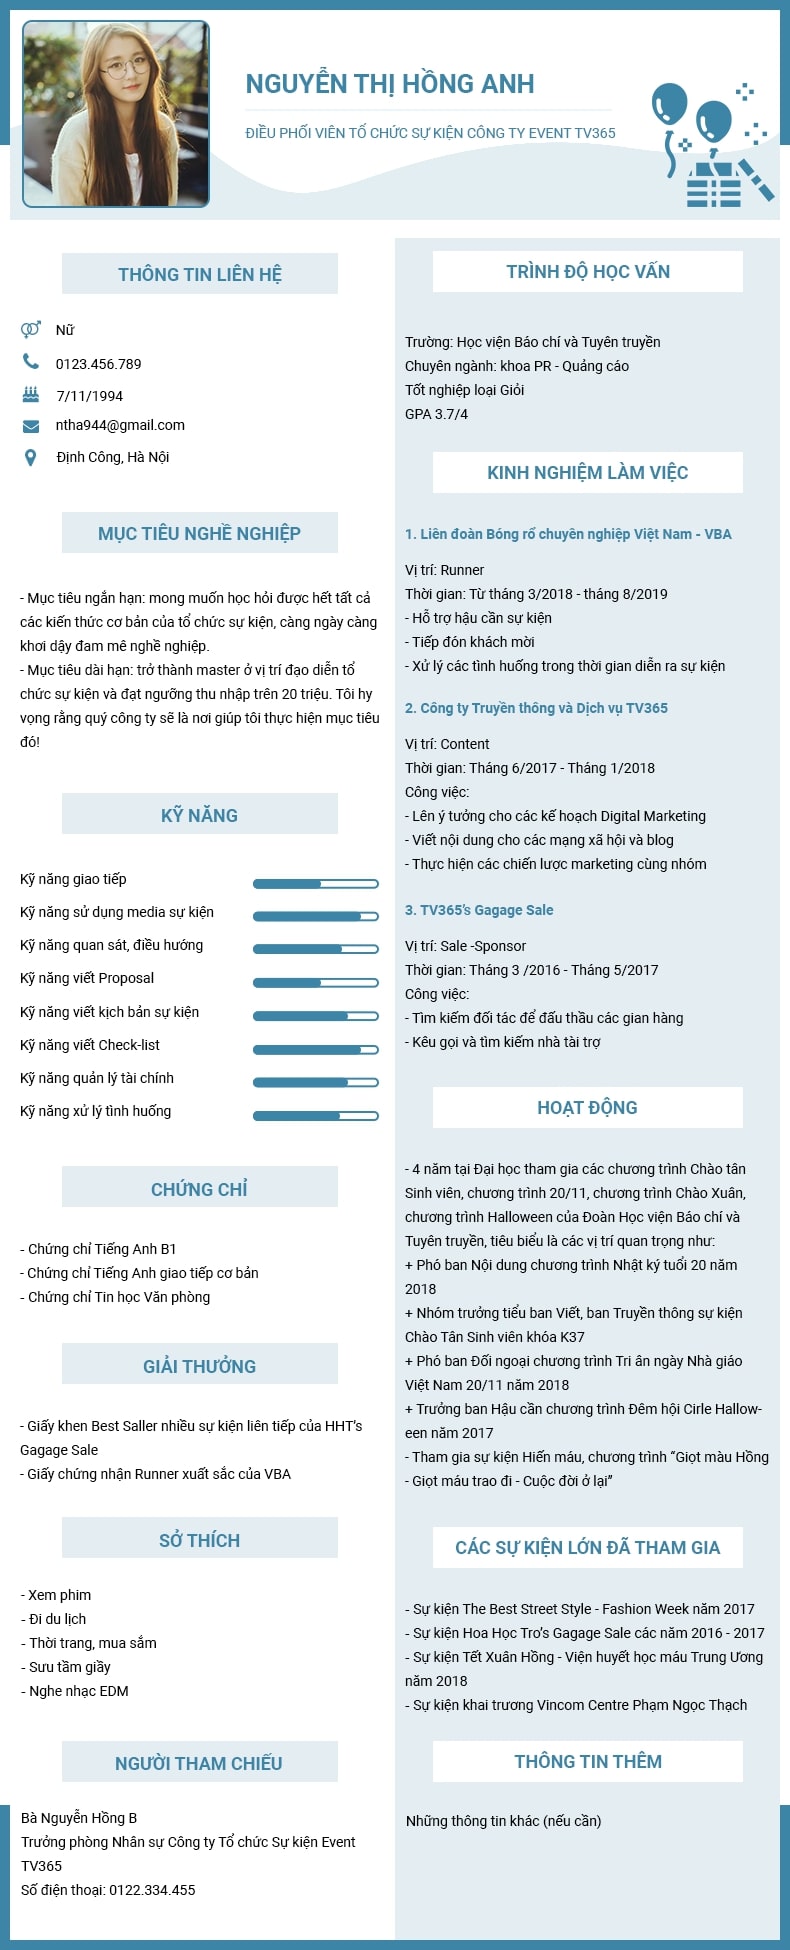 NGUYỄN THỊ HỒNG ANH
ĐIỀU PHỐI VIÊN TỔ CHỨC SỰ KIỆN CÔNG TY EVENT TV365
THÔNG TIN LIÊN HỆ
Nữ
0123.456.789
7/11/1994
ntha944@gmail.com
Định Công, Hà Nội
MỤC TIÊU NGHỀ NGHIỆP
- Mục tiêu ngắn hạn: mong muốn học hỏi được hết tất cả
các kiến thức cơ bản của tổ chức sự kiện, càng ngày càng
khơi dậy đam mê nghề nghiệp.
- Mục tiêu dài hạn: trở thành master ở vị trí đạo diễn tổ
chức sự kiện và đạt ngưỡng thu nhập trên 20 triệu. Tôi hy
vọng rằng quý công ty sẽ là nơi giúp tôi thực hiện mục tiêu
đó!
KỸ NĂNG
Kỹ năng giao tiếp
Kỹ năng sử dụng media sự kiện
Kỹ năng quan sát, điều hướng
Kỹ năng viết Proposal
Kỹ năng viết kịch bản sự kiện
Kỹ năng viết Check-list
Kỹ năng quản lý tài chính
Kỹ năng xử lý tình huống
CHỨNG CHỈ
- Chứng chỉ Tiếng Anh B1
- Chứng chỉ Tiếng Anh giao tiếp cơ bản
- Chứng chỉ Tin học Văn phòng
GIẢI THƯỞNG
- Giấy khen Best Saller nhiều sự kiện liên tiếp của HHT’s
Gagage Sale
- Giấy chứng nhận Runner xuất sắc của VBA
SỞ THÍCH
- Xem phim
- Đi du lịch
- Thời trang, mua sắm
- Sưu tầm giầy
- Nghe nhạc EDM
NGƯỜI THAM CHIẾU
Bà Nguyễn Hồng B
Trưởng phòng Nhân sự Công ty Tổ chức Sự kiện Event
TV365
Số điện thoại: 0122.334.455
TRÌNH ĐỘ HỌC VẤN
Trường: Học viện Báo chí và Tuyên truyền
Chuyên ngành: khoa PR - Quảng cáo
Tốt nghiệp loại Giỏi
GPA 3.7/4
KINH NGHIỆM LÀM VIỆC
1. Liên đoàn Bóng rổ chuyên nghiệp Việt Nam - VBA
Vị trí: Runner
Thời gian: Từ tháng 3/2018 - tháng 8/2019
- Hỗ trợ hậu cần sự kiện
- Tiếp đón khách mời
- Xử lý các tình huống trong thời gian diễn ra sự kiện
2. Công ty Truyền thông và Dịch vụ TV365
Vị trí: Content
Thời gian: Tháng 6/2017 - Tháng 1/2018
Công việc:
- Lên ý tưởng cho các kế hoạch Digital Marketing
- Viết nội dung cho các mạng xã hội và blog
- Thực hiện các chiến lược marketing cùng nhóm
3. TV365’s Gagage Sale
Vị trí: Sale -Sponsor
Thời gian: Tháng 3 /2016 - Tháng 5/2017
Công việc:
- Tìm kiếm đối tác để đấu thầu các gian hàng
- Kêu gọi và tìm kiếm nhà tài trợ
HOẠT ĐỘNG
- 4 năm tại Đại học tham gia các chương trình Chào tân
Sinh viên, chương trình 20/11, chương trình Chào Xuân,
chương trình Halloween của Đoàn Học viện Báo chí và
Tuyên truyền, tiêu biểu là các vị trí quan trọng như:
+ Phó ban Nội dung chương trình Nhật ký tuổi 20 năm
2018
+ Nhóm trưởng tiểu ban Viết, ban Truyền thông sự kiện
Chào Tân Sinh viên khóa K37
+ Phó ban Đối ngoại chương trình Tri ân ngày Nhà giáo
Việt Nam 20/11 năm 2018
+ Trưởng ban Hậu cần chương trình Đêm hội Cirle Hallow-
een năm 2017
- Tham gia sự kiện Hiến máu, chương trình “Giọt màu Hồng
- Giọt máu trao đi - Cuộc đời ở lại”
CÁC SỰ KIỆN LỚN ĐÃ THAM GIA
- Sự kiện The Best Street Style - Fashion Week năm 2017
- Sự kiện Hoa Học Tro’s Gagage Sale các năm 2016 - 2017
- Sự kiện Tết Xuân Hồng - Viện huyết học máu Trung Ương
năm 2018
- Sự kiện khai trương Vincom Centre Phạm Ngọc Thạch
THÔNG TIN THÊM
Những thông tin khác (nếu cần)